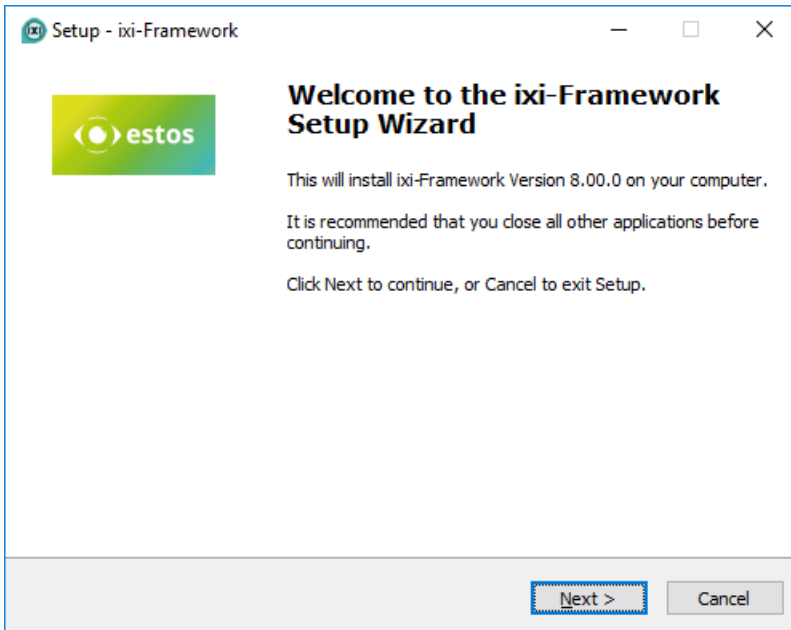 ixi Setup - ixi-Framework
estos
Welcome to the ixi-Framework
Setup Wizard
This will install ixi-Framework Version 8.00.0 on your computer.
It is recommended that you close all other applications before
continuing.
Click Next to continue, or Cancel to exit Setup.
Next >
Cancel